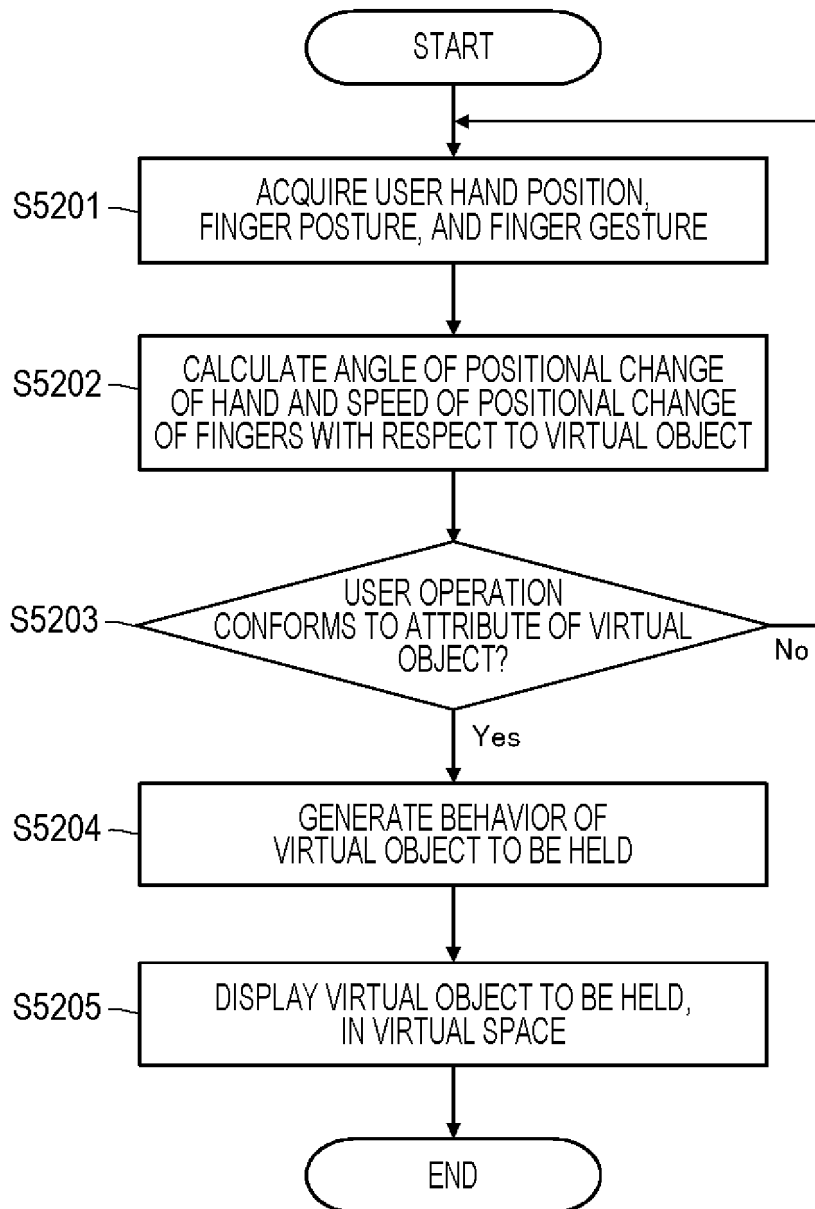 START
S5201
ACQUIRE USER HAND POSITION,
FINGER POSTURE, AND FINGER GESTURE
S5202
CALCULATE ANGLE OF POSITIONAL CHANGE
OF HAND AND SPEED OF POSITIONAL CHANGE
OF FINGERS WITH RESPECT TO VIRTUAL OBJECT
S5203
USER OPERATION
CONFORMS TO ATTRIBUTE OF VIRTUAL
OBJECT?
No
Yes
S5204
GENERATE BEHAVIOR OF
VIRTUAL OBJECT TO BE HELD
S5205
DISPLAY VIRTUAL OBJECT TO BE HELD,
IN VIRTUAL SPACE
END